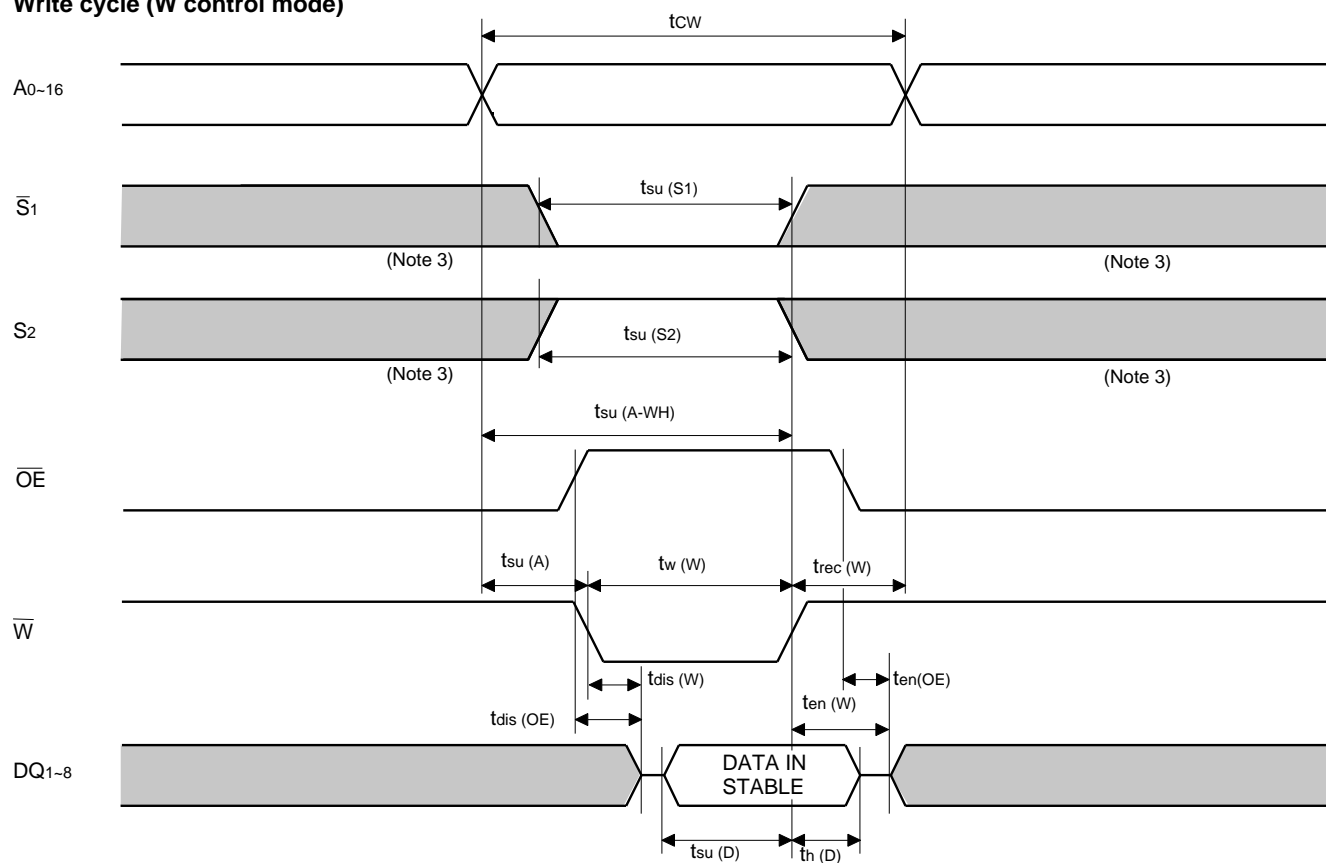 Write cycle (W control mode)
tCW
A0~16
S1
tsu (S1)
(Note 3)
(Note 3)
S2
tsu (S2)
(Note 3)
(Note 3)
tsu (A-WH)
OE
tsu (A)
tw (W)
trec (W)
W
tdis (W)
ten(OE)
ten (W)
tdis (OE)
DQ1~8
DATA IN
STABLE
tsu (D)
th (D)